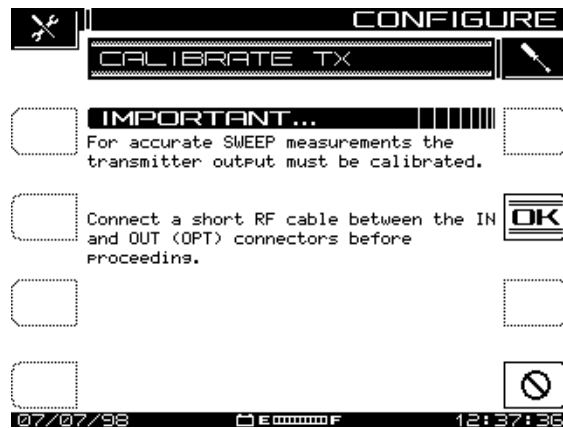 CONFIGURE
CALIBRATE TX
IMPORTANT...
For accurate SWEEP measurements the
transmitter output must be calibrated.
Connect a short RF cable between the IN
and OUT (OPT) connectors before
proceeding.
OK
07/07/98 E F 12:37:36